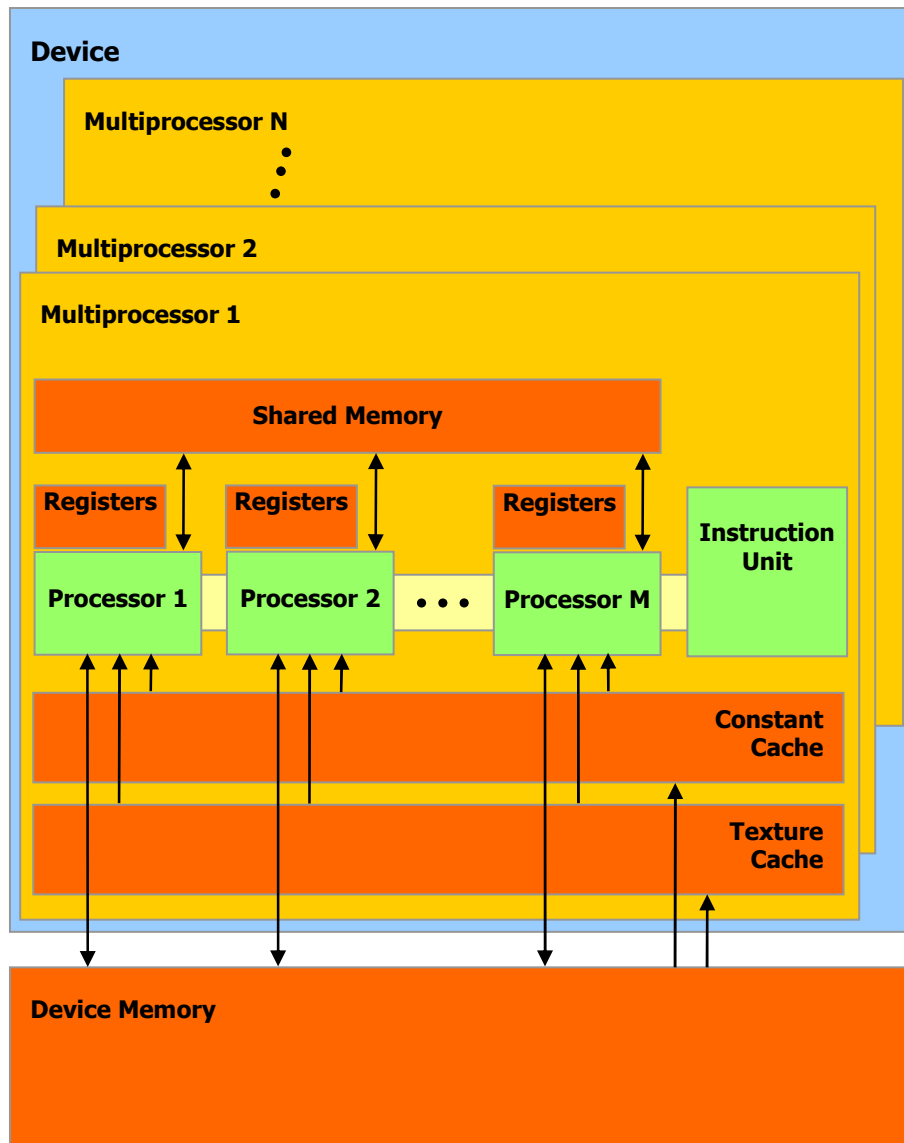 Device
Multiprocessor N
Multiprocessor 2
Multiprocessor 1
Shared Memory
Registers
Registers
Registers
Instruction
Unit
Processor 1
Processor 2
Processor M
Constant
Cache
Texture
Cache
Device Memory